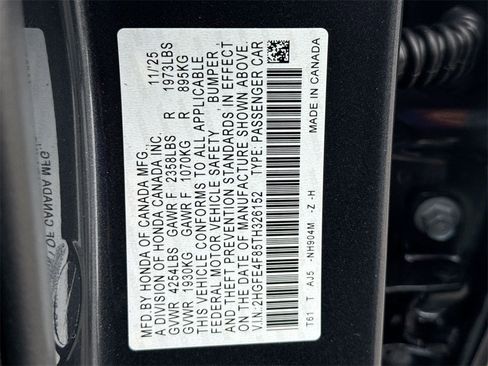 MFD.BY HONDA OF CANADA MFG. 11/25
A DIVISION OF HONDA CANADA INC.
GVWR 4254LBS GAWR F 2358LBS R 1973LBS
GVWR 1930KG GAWR F 1070KG R 895KG
THIS VEHICLE CONFORMS TO ALL APPLICABLE
FEDERAL MOTOR VEHICLE SAFETY, BUMPER,
AND THEFT PREVENTION STANDARDS IN EFFECT
ON THE DATE OF MANUFACTURE SHOWN ABOVE.
V.I.N.:2HGFE4F85TH326152 TYPE: PASSENGER CAR
T61 T AJ5 -NH904M -Z -H
MADE IN CANADA
OF CANADA MFG